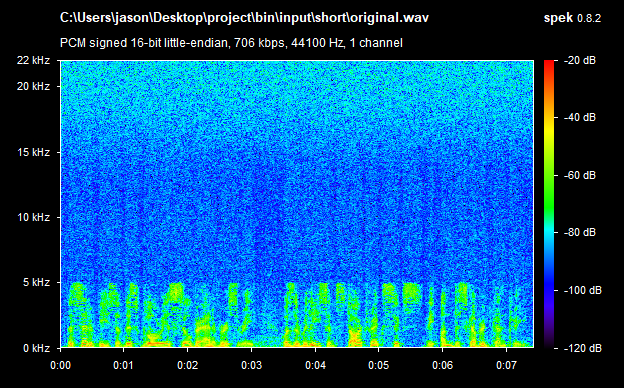 C:\Users\jason\Desktop\project\bin\input\short\original.wav spek 0.8.2
PCM signed 16-bit little-endian, 706 kbps, 44100 Hz, 1 channel
22 kHz
20 kHz
15 kHz
10 kHz
5 kHz
0 kHz
0:00 0:01 0:02 0:03 0:04 0:05 0:06 0:07
-20 dB
-40 dB
-60 dB
-80 dB
-100 dB
-120 dB